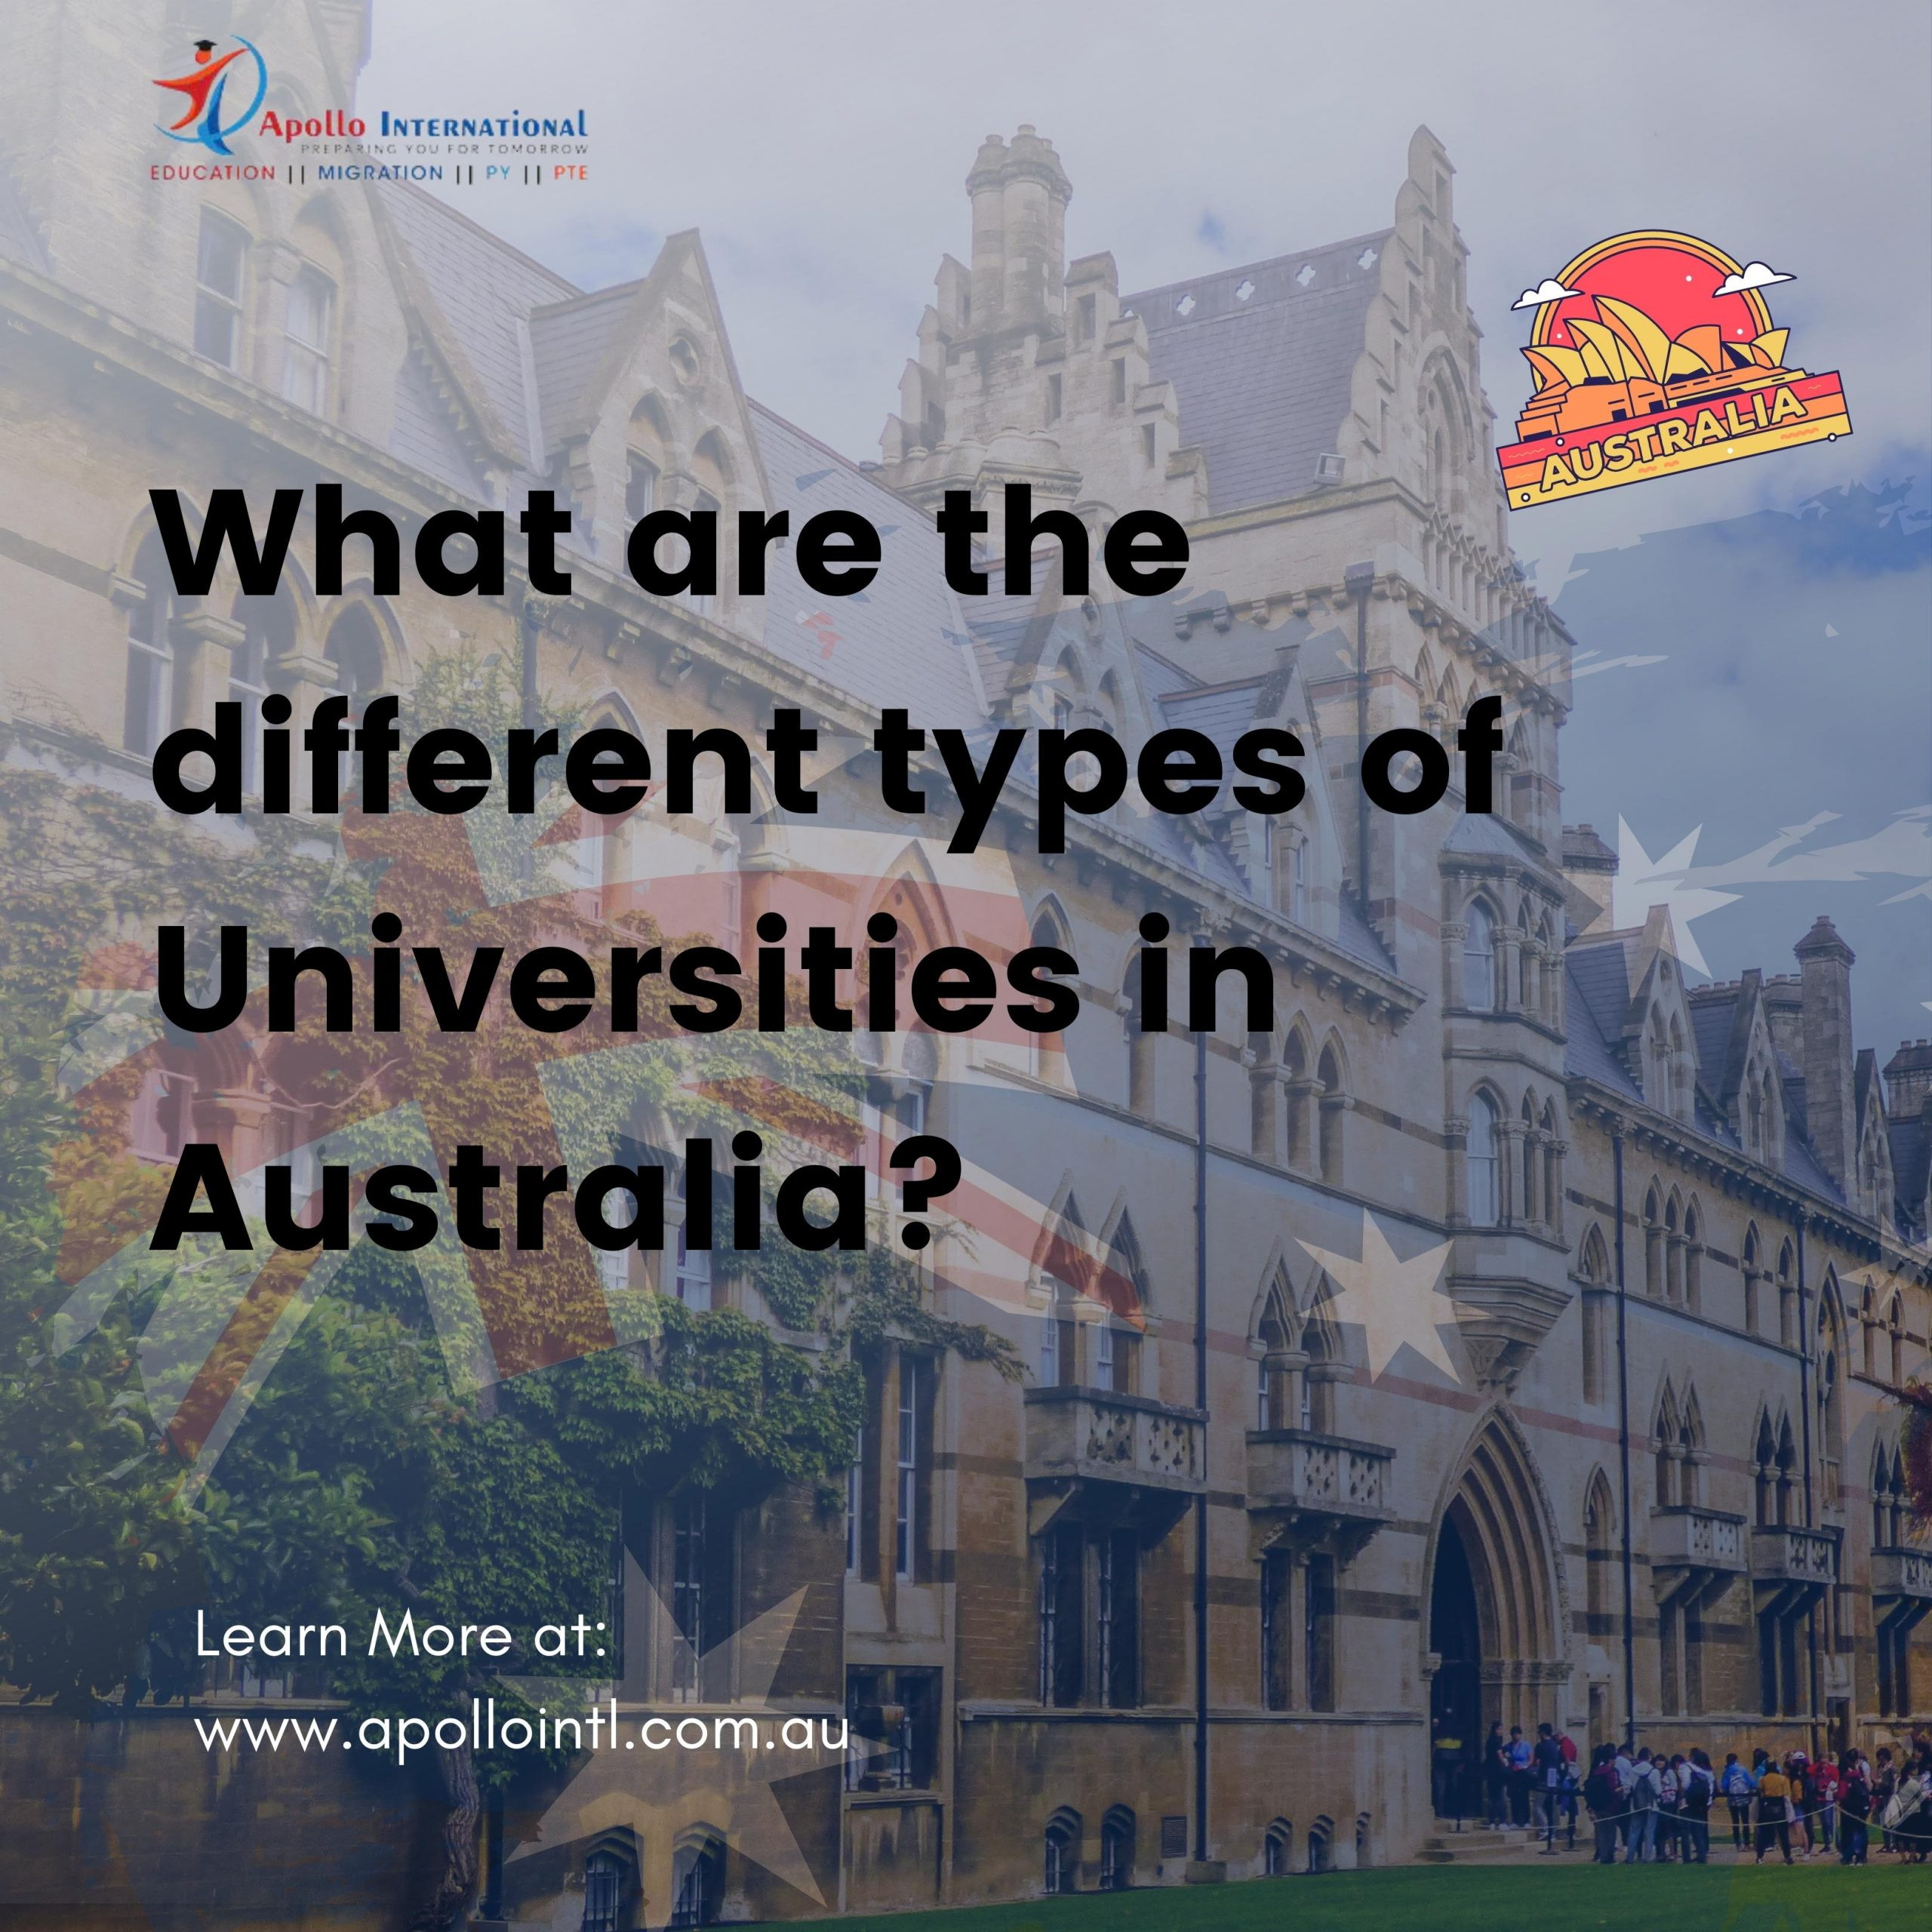 Apollo INTERNATIONAL
PREPARING YOU FOR TOMORROW
EDUCATION || MIGRATION || PY || PTE
AUSTRALIA
What are the
different types of
Universities in
Australia?
Learn More at:
www.apollointl.com.au